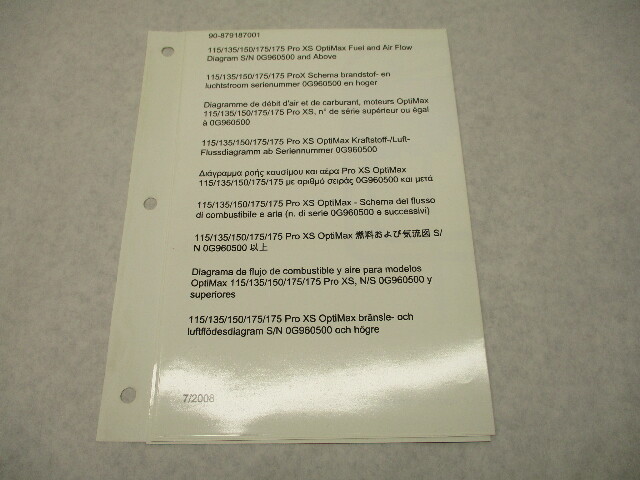 90-879187001
115/135/150/175/175 Pro XS OptiMax Fuel and Air Flow
Diagram S/N 0G960500 and Above
115/135/150/175/175 ProX Schema brandstof- en
luchtstroom serienummer 0G960500 en hoger
Diagramme de débit d'air et de carburant, moteurs OptiMax
115/135/150/175/175 Pro XS, n° de série supérieur ou égal
à 0G960500
115/135/150/175/175 Pro XS OptiMax Kraftstoff-/Luft-
Flussdiagramm ab Seriennummer 0G960500
Διάγραμμα ροής καυσίμου και αέρα Pro XS OptiMax
115/135/150/175/175 με αριθμό σειράς 0G960500 και μετά
115/135/150/175/175 Pro XS OptiMax - Schema del flusso
di combustibile e aria (n. di serie 0G960500 e successivi)
115/135/150/175/175 Pro XS OptiMax 燃料および気流図 S/
N 0G960500 以上
Diagrama de flujo de combustible y aire para modelos
OptiMax 115/135/150/175/175 Pro XS, N/S 0G960500 y
superiores
115/135/150/175/175 Pro XS OptiMax bränsle- och
luftflödesdiagram S/N 0G960500 och högre
7/2008